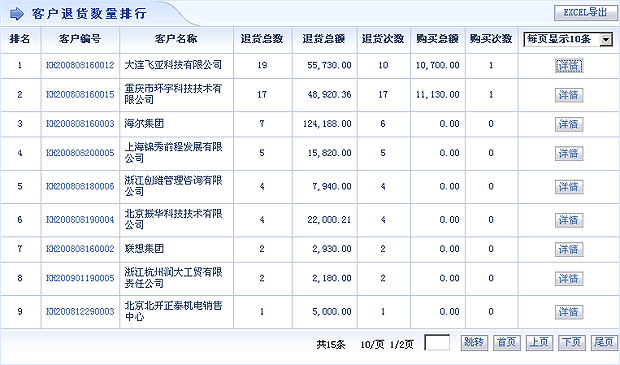 客户退货数量排行 EXCEL导出
排名 客户编号 客户名称 退货总数 退货总额 退货次数 购买总额 购买次数 每页显示10条
1 KH200808160012 大连飞亚科技有限公司 19 55,730.00 10 10,700.00 1 详情
2 KH200808160015 重庆市环宇科技技术有 17 48,920.36 17 11,130.00 1 详情
限公司
3 KH200808160003 海尔集团 7 124,188.00 6 0.00 0 详情
4 KH200808200005 上海锦秀前程发展有限 5 15,820.00 5 0.00 0 详情
公司
5 KH200808180006 浙江创维管理咨询有限 4 7,940.00 4 0.00 0 详情
公司
6 KH200808190004 北京振华科技技术有限 4 22,000.21 4 0.00 0 详情
公司
7 KH200808160002 联想集团 2 2,930.00 2 0.00 0 详情
8 KH200901190005 浙江杭州润大工贸有限 2 2,180.00 2 0.00 0 详情
责任公司
9 KH200812290003 北京北开正泰机电销售 1 5,000.00 1 0.00 0 详情
中心
共15条 10/页 1/2页 跳转 首页 上页 下页 尾页